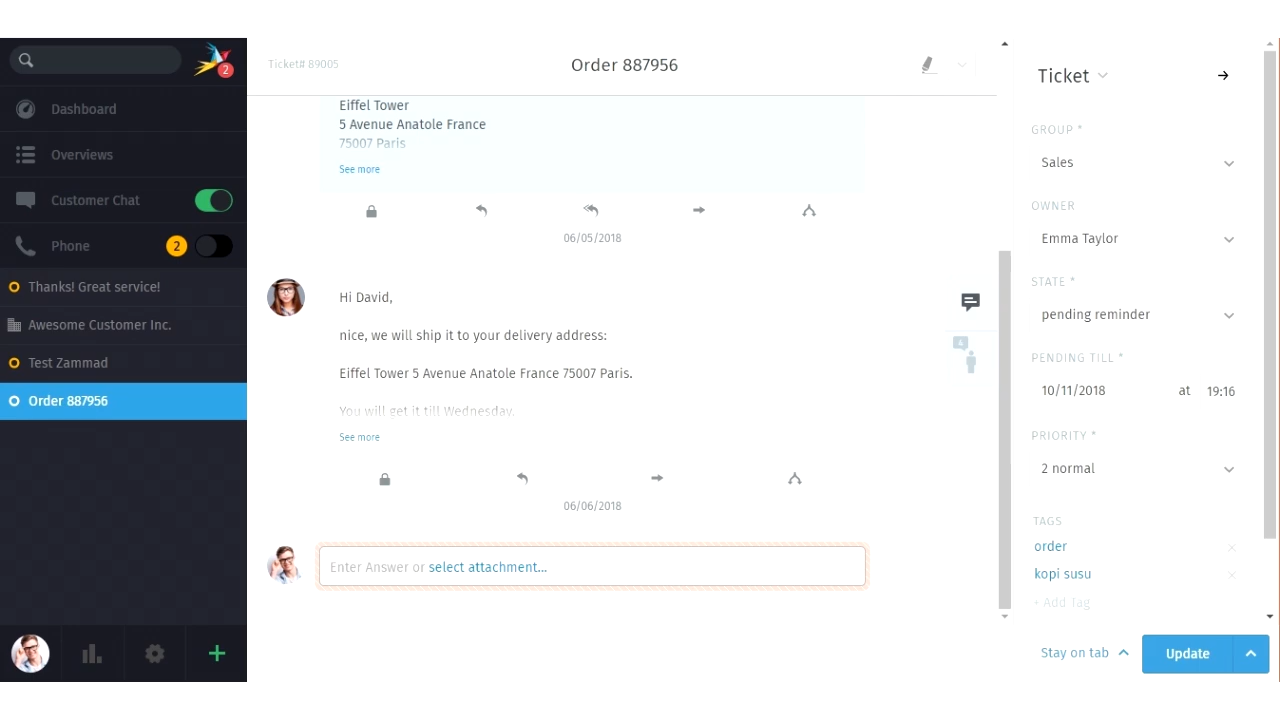 2
Dashboard
Overviews
Customer Chat
Phone 2
Thanks! Great service!
Awesome Customer Inc.
Test Zammad
Order 887956
Ticket# 89005 Order 887956
Eiffel Tower
5 Avenue Anatole France
75007 Paris
See more
06/05/2018
Hi David,
nice, we will ship it to your delivery address:
Eiffel Tower 5 Avenue Anatole France 75007 Paris.
You will get it till Wednesday.
See more
06/06/2018
Enter Answer or select attachment...
4
Ticket
GROUP *
Sales
OWNER
Emma Taylor
STATE *
pending reminder
PENDING TILL *
10/11/2018 at 19:16
PRIORITY *
2 normal
TAGS
order
kopi susu
+ Add Tag
Stay on tab Update